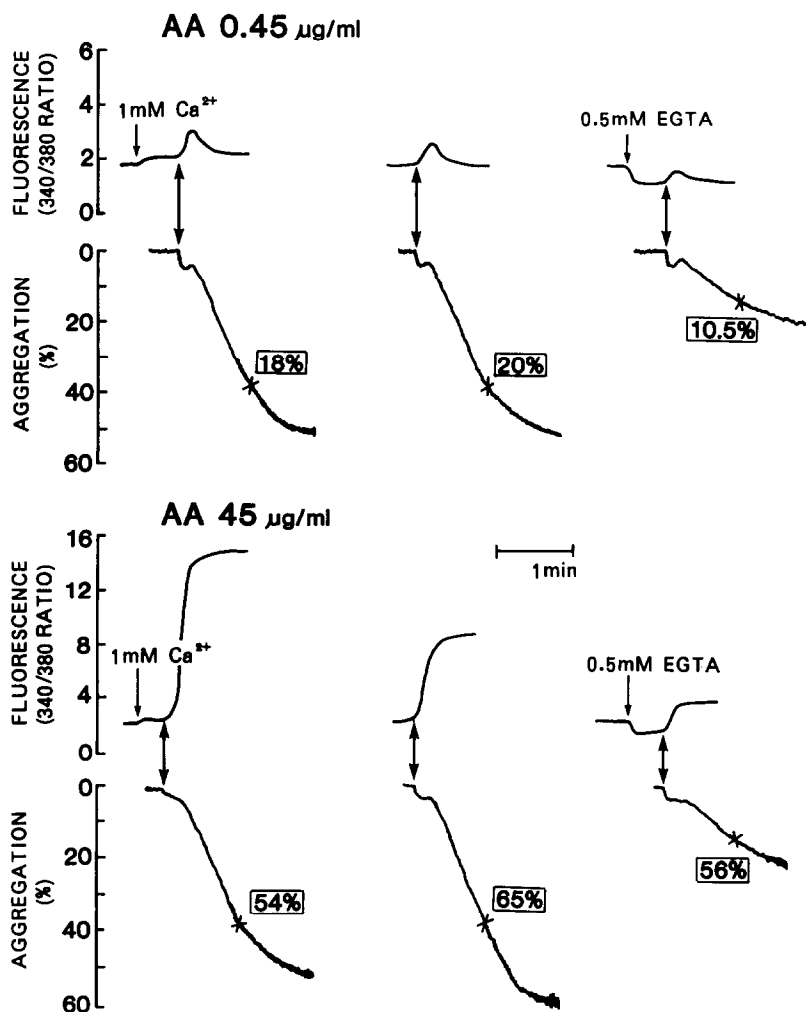 AA 0.45 µg/ml
FLUORESCENCE
(340/380 RATIO)
6
4
2
0
1mM Ca²⁺
0.5mM EGTA
AGGREGATION
(%)
0
20
40
60
18%
20%
10.5%
AA 45 µg/ml
FLUORESCENCE
(340/380 RATIO)
16
12
8
4
0
1mM Ca²⁺
1min
0.5mM EGTA
AGGREGATION
(%)
0
20
40
60
54%
65%
56%